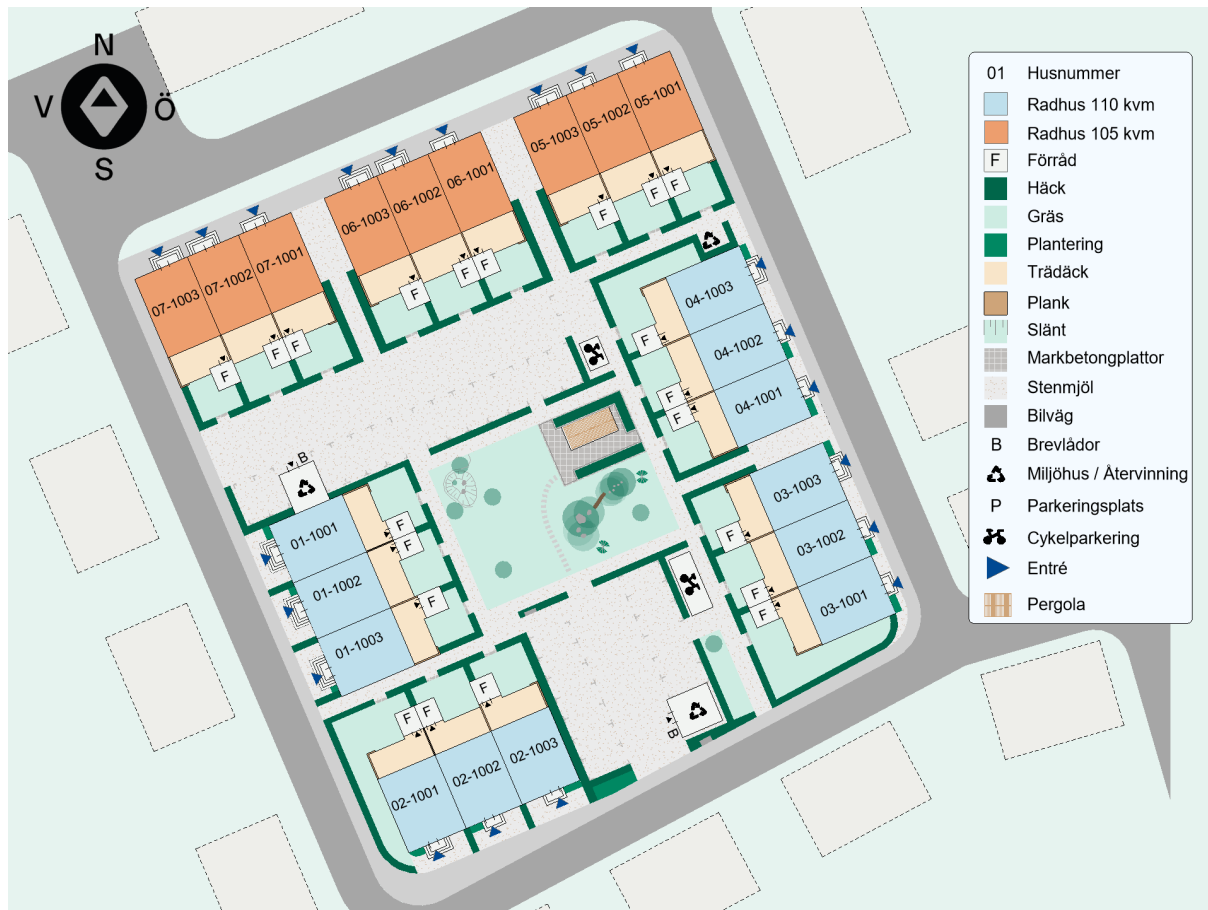 N
V Ö
S
01 Husnummer
Radhus 110 kvm
Radhus 105 kvm
F Förråd
Häck
Gräs
Plantering
Trädäck
Plank
Slänt
Markbetongplattor
Stenmjöl
Bilväg
B Brevlådor
Miljöhus / Återvinning
P Parkeringsplats
Cykelparkering
Entré
Pergola
05-1003
05-1002
05-1001
F
F
F
06-1003
06-1002
06-1001
F
F
F
07-1003
07-1002
07-1001
F
F
F
04-1003
04-1002
04-1001
F
F
F
03-1003
03-1002
03-1001
F
F
F
B
01-1001
01-1002
01-1003
F
F
F
02-1001
02-1002
02-1003
F
F
F
B